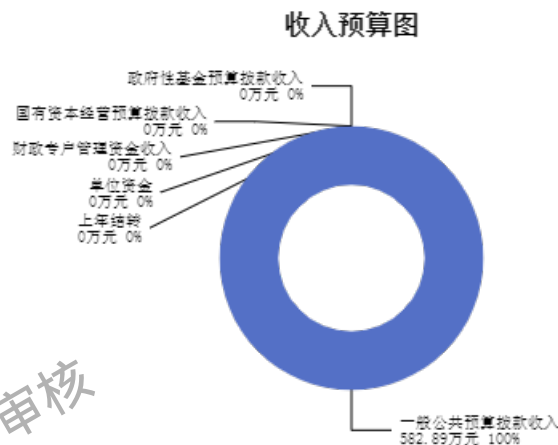 收入预算图
政府性基金预算拨款收入
0万元 0%
国有资本经营预算拨款收入
0万元 0%
财政专户管理资金收入
0万元 0%
单位资金
0万元 0%
上年结转
0万元 0%
一般公共预算拨款收入
582.89万元 100%
审核